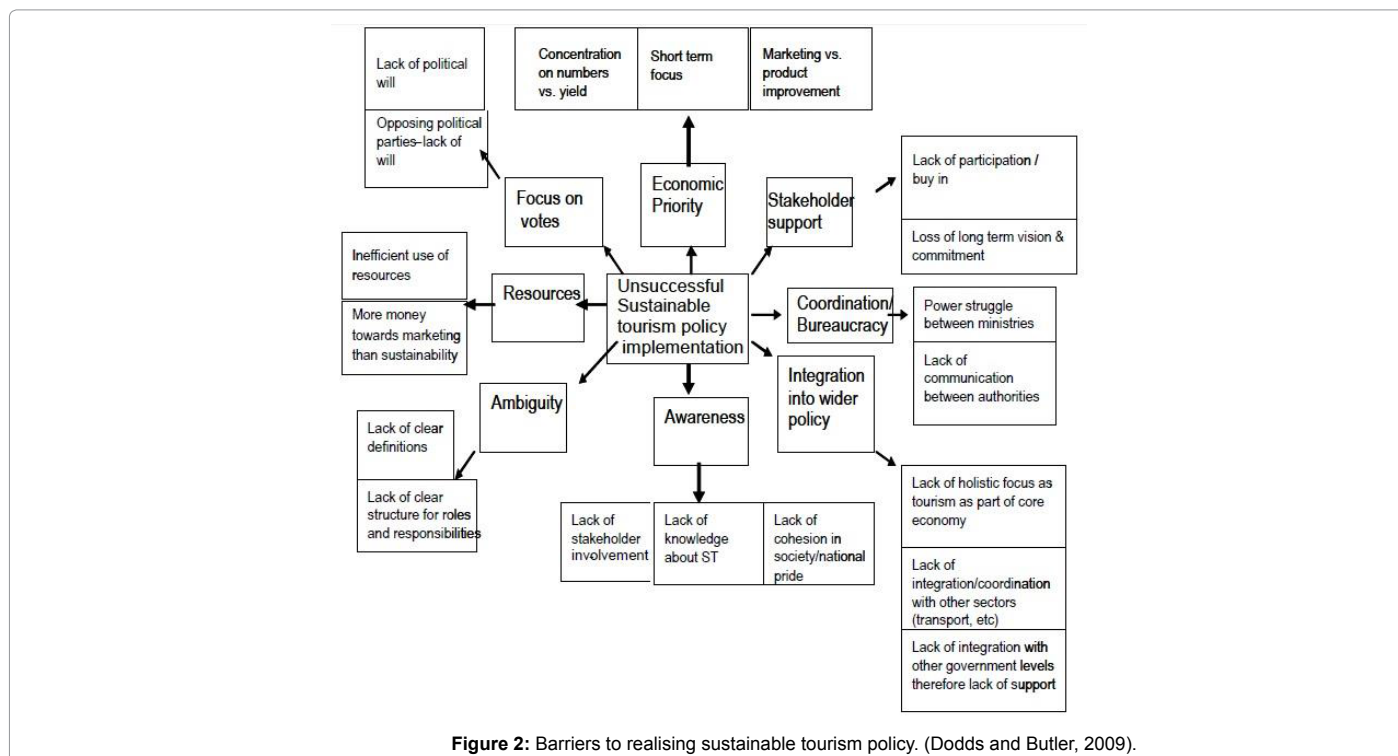 Lack of political
will
Opposing political
parties–lack of
will
Concentration
on numbers
vs. yield
Short term
focus
Marketing vs.
product
improvement
Lack of participation /
buy in
Loss of long term vision &
commitment
Focus on
votes
Economic
Priority
Stakeholder
support
Inefficient use of
resources
More money
towards marketing
than sustainability
Resources
Unsuccessful
Sustainable
tourism policy
implementation
Coordination/
Bureaucracy
Power struggle
between ministries
Lack of
communication
between authorities
Ambiguity
Awareness
Integration
into wider
policy
Lack of clear
definitions
Lack of clear
structure for roles
and responsibilities
Lack of
stakeholder
involvement
Lack of
knowledge
about ST
Lack of
cohesion in
society/national
pride
Lack of holistic focus as
tourism as part of core
economy
Lack of
integration/coordination
with other sectors
(transport, etc)
Lack of integration with
other government levels
therefore lack of support
Figure 2: Barriers to realising sustainable tourism policy. (Dodds and Butler, 2009).